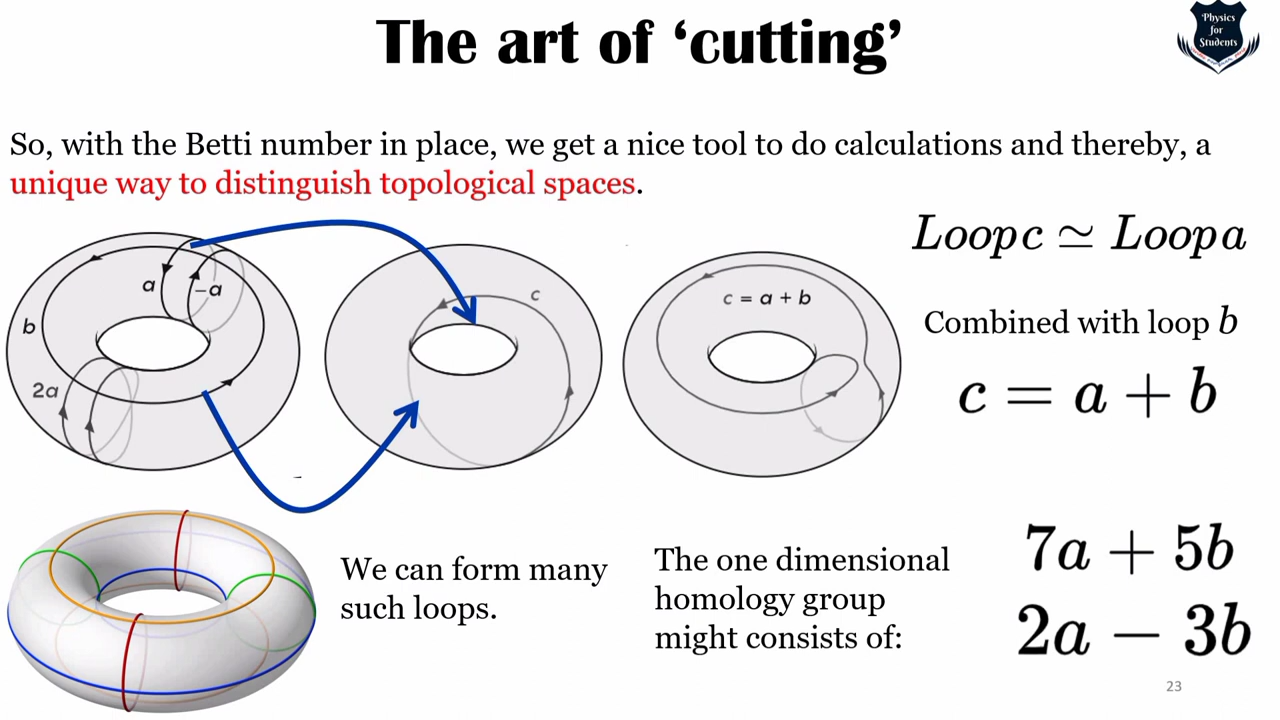 The art of ‘cutting’
Physics
for
Students
So, with the Betti number in place, we get a nice tool to do calculations and thereby, a
unique way to distinguish topological spaces.
a
−a
b
2a
c
c = a + b
Loopc ≃ Loopa
Combined with loop b
c = a + b
We can form many
such loops.
The one dimensional
homology group
might consists of:
7a + 5b
2a − 3b
23